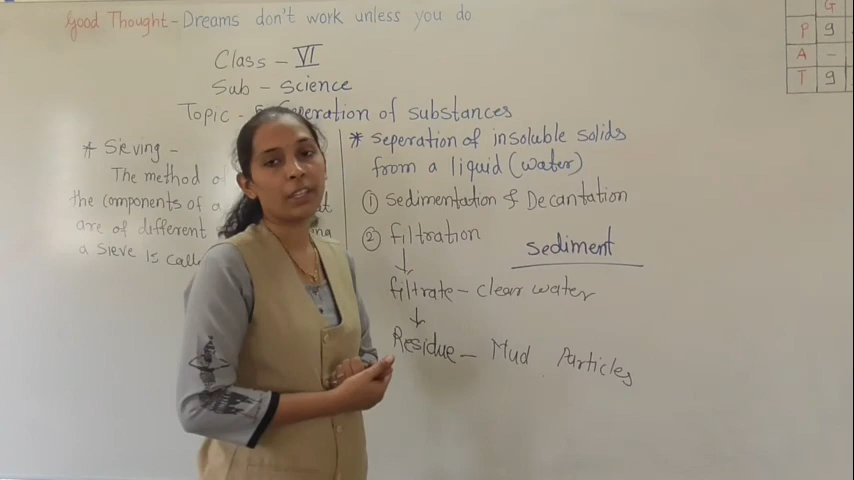 Good Thought - Dreams don't work unless you do
Class - VI
Sub - Science
Topic - Seperation of substances
* Sieving -
The method of
the components of a
are of different
a sieve is call
* Seperation of insoluble solids
from a liquid (water)
① Sedimentation & Decantation
② filtration
Sediment
filtrate - clear water
Residue - Mud Particles
G
P 9
A -
T 9